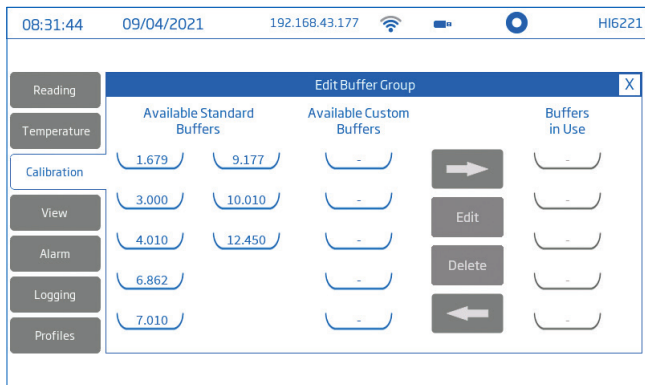 08:31:44 09/04/2021 192.168.43.177 HI6221
Edit Buffer Group X
Reading
Temperature
Calibration
View
Alarm
Logging
Profiles
Available Standard
Buffers
1.679 9.177
3.000 10.010
4.010 12.450
6.862
7.010
Available Custom
Buffers
-
-
-
-
-
Edit
Delete
Buffers
in Use
-
-
-
-
-